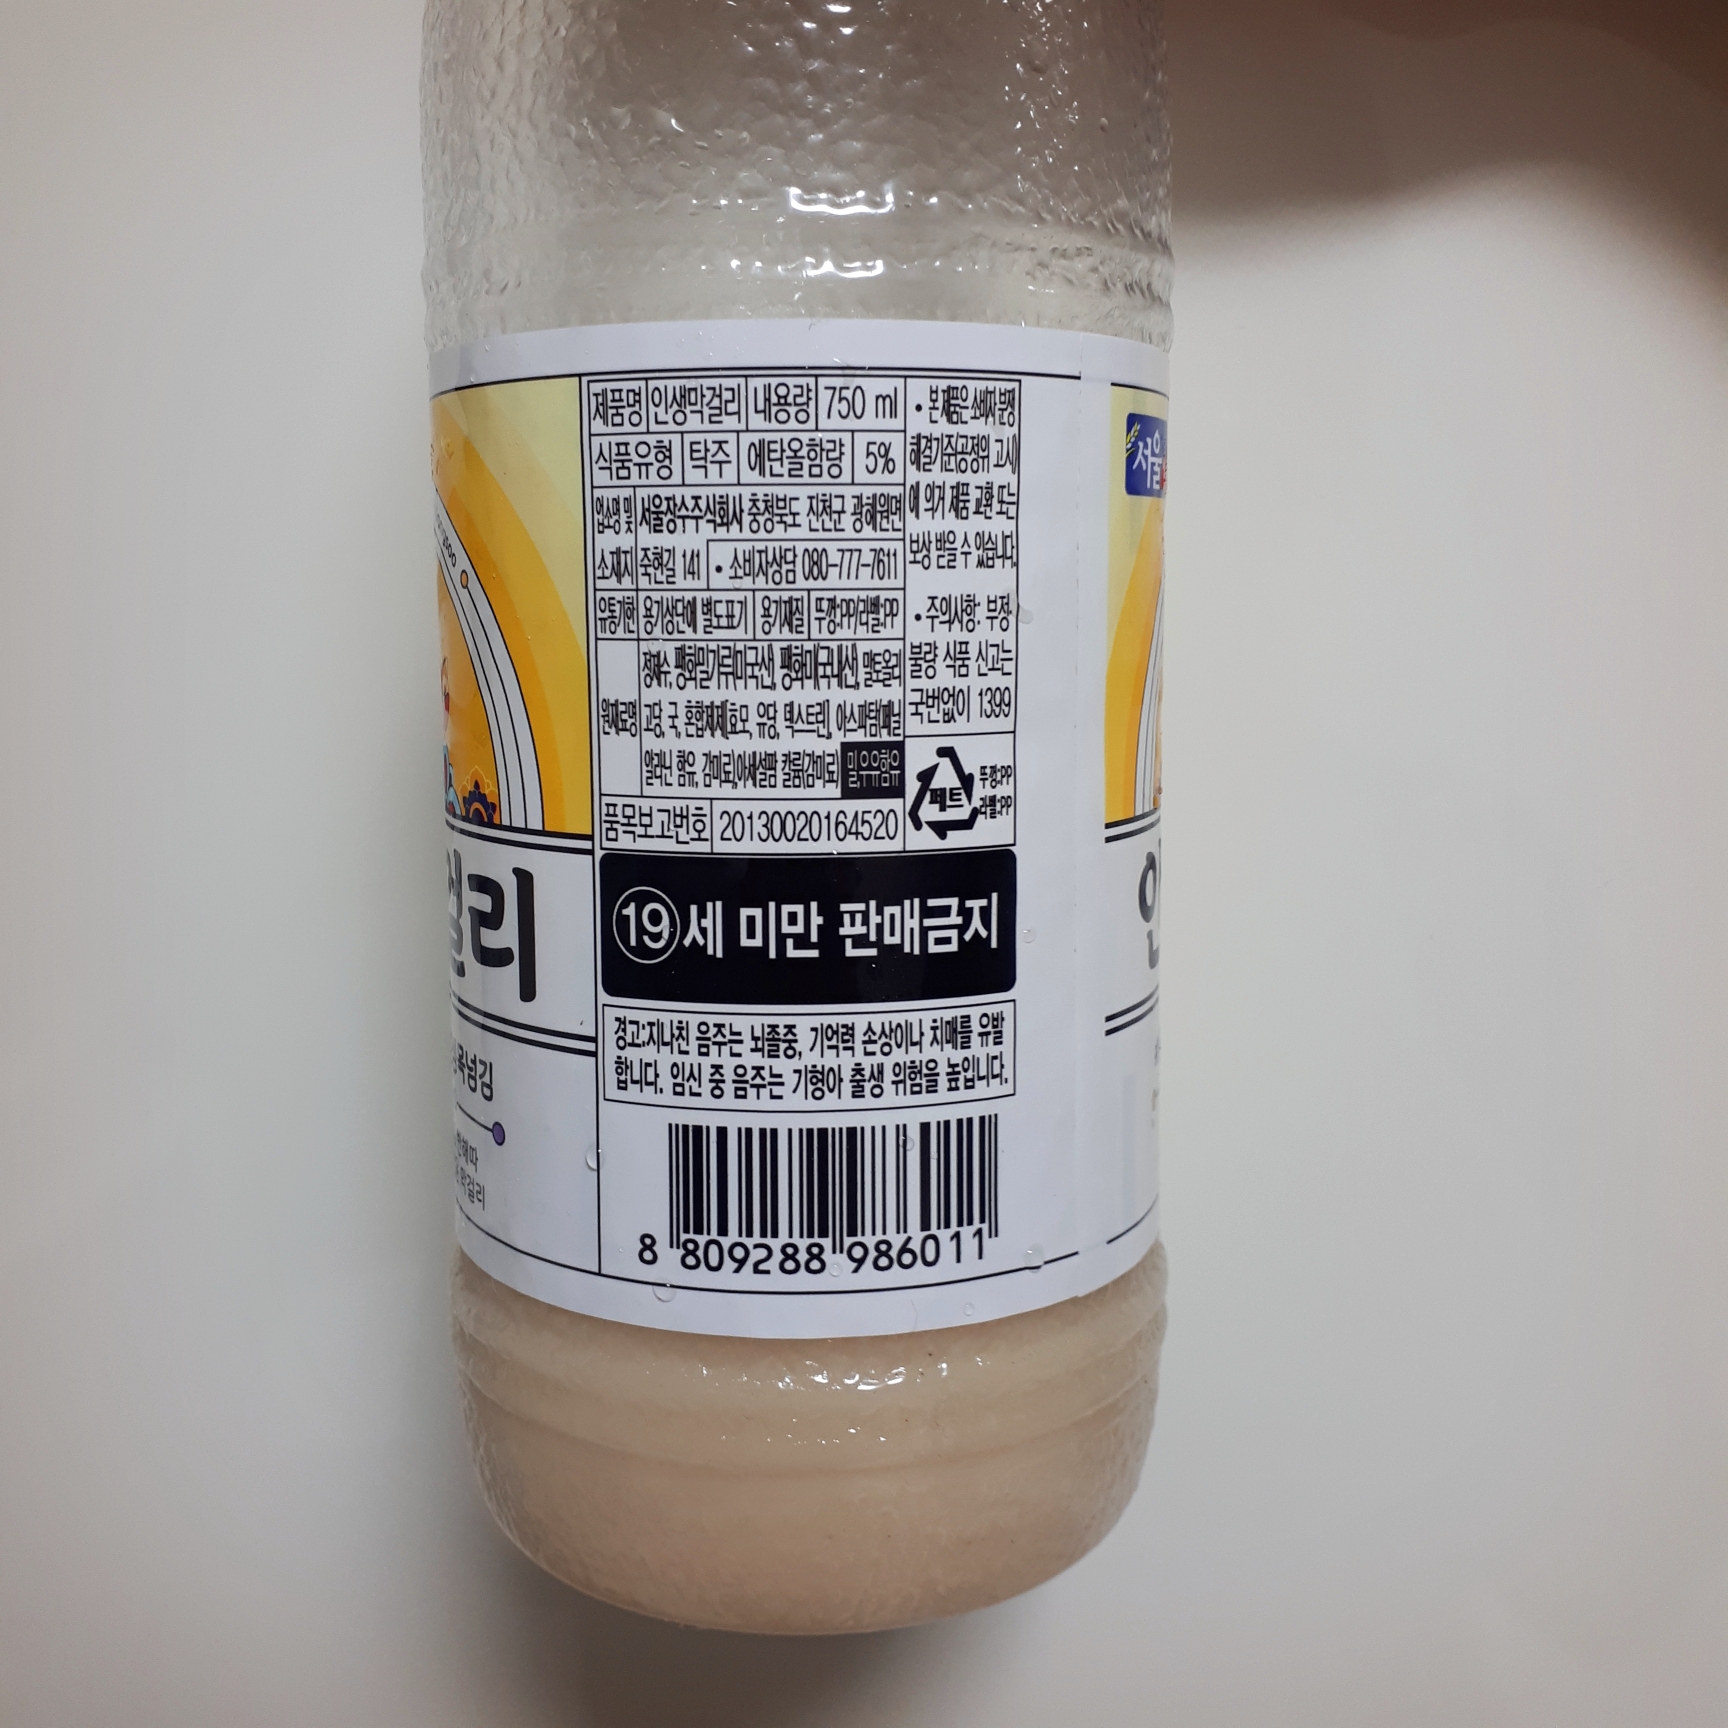 제품명 인생막걸리 내용량 750 ml
식품유형 탁주 에탄올함량 5%
업소명 및 서울장수주식회사 충청북도 진천군 광혜원면
소재지 죽현길 141 • 소비자상담 080-777-7611
유통기한 용기상단에 별도표기 용기재질 뚜껑:PP/라벨:PP
원재료명 정제수, 팽화밀가루(미국산), 팽화미(국내산), 말토올리
고당, 국, 혼합제제[효모, 유당, 덱스트린], 아스파탐(페닐
알라닌 함유, 감미료),아세설팜 칼륨(감미료) 밀,우유함유
품목보고번호 20130020164520
• 본 제품은 소비자 분쟁
해결기준(공정위 고시)
에 의거 제품 교환 또는
보상 받을 수 있습니다.
• 주의사항: 부정·
불량 식품 신고는
국번없이 1399
페트
뚜껑:PP
라벨:PP
19세 미만 판매금지
경고:지나친 음주는 뇌졸중, 기억력 손상이나 치매를 유발
합니다. 임신 중 음주는 기형아 출생 위험을 높입니다.
8 809288 986011
걸리
목넘김
막걸리
서울